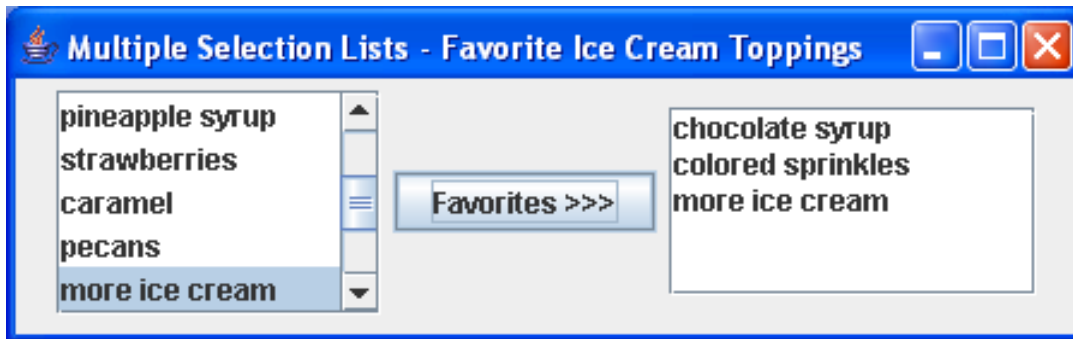 Multiple Selection Lists - Favorite Ice Cream Toppings
pineapple syrup
strawberries
caramel
pecans
more ice cream
Favorites >>>
chocolate syrup
colored sprinkles
more ice cream